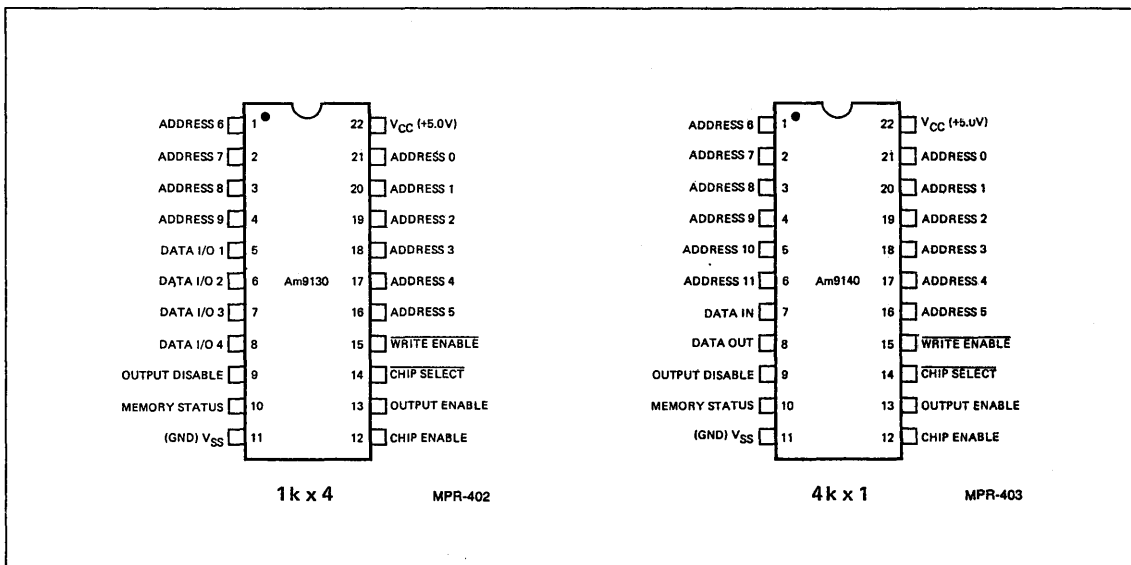 ADDRESS 6 1 22 VCC (+5.0V)
ADDRESS 7 2 21 ADDRESS 0
ADDRESS 8 3 20 ADDRESS 1
ADDRESS 9 4 19 ADDRESS 2
DATA I/O 1 5 18 ADDRESS 3
DATA I/O 2 6 Am9130 17 ADDRESS 4
DATA I/O 3 7 16 ADDRESS 5
DATA I/O 4 8 15 WRITE ENABLE
OUTPUT DISABLE 9 14 CHIP SELECT
MEMORY STATUS 10 13 OUTPUT ENABLE
(GND) VSS 11 12 CHIP ENABLE
1k x 4 MPR-402
ADDRESS 6 1 22 VCC (+5.0V)
ADDRESS 7 2 21 ADDRESS 0
ADDRESS 8 3 20 ADDRESS 1
ADDRESS 9 4 19 ADDRESS 2
ADDRESS 10 5 18 ADDRESS 3
ADDRESS 11 6 Am9140 17 ADDRESS 4
DATA IN 7 16 ADDRESS 5
DATA OUT 8 15 WRITE ENABLE
OUTPUT DISABLE 9 14 CHIP SELECT
MEMORY STATUS 10 13 OUTPUT ENABLE
(GND) VSS 11 12 CHIP ENABLE
4k x 1 MPR-403